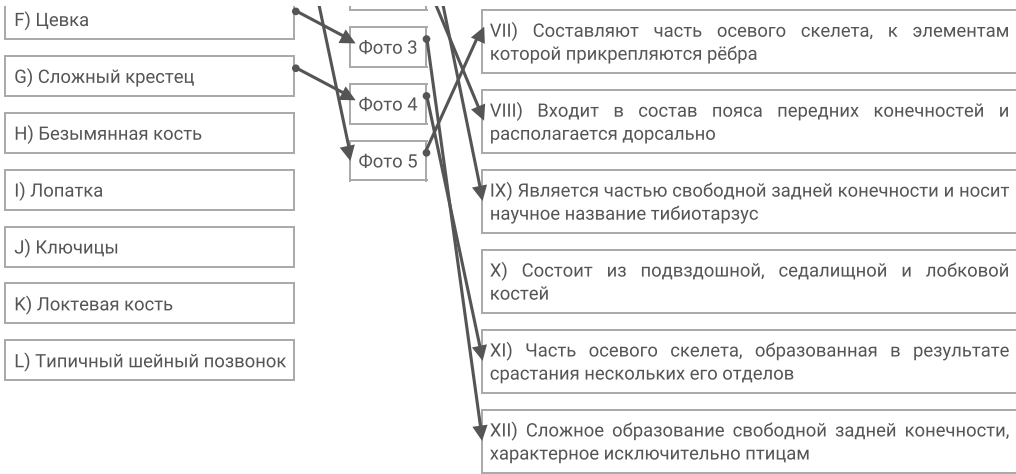 F) Цевка
G) Сложный крестец
H) Безымянная кость
I) Лопатка
J) Ключицы
K) Локтевая кость
L) Типичный шейный позвонок
Фото 3
Фото 4
Фото 5
VII) Составляют часть осевого скелета, к элементам
которой прикрепляются рёбра
VIII) Входит в состав пояса передних конечностей и
располагается дорсально
IX) Является частью свободной задней конечности и носит
научное название тибиотарзус
X) Состоит из подвздошной, седалищной и лобковой
костей
XI) Часть осевого скелета, образованная в результате
срастания нескольких его отделов
XII) Сложное образование свободной задней конечности,
характерное исключительно птицам